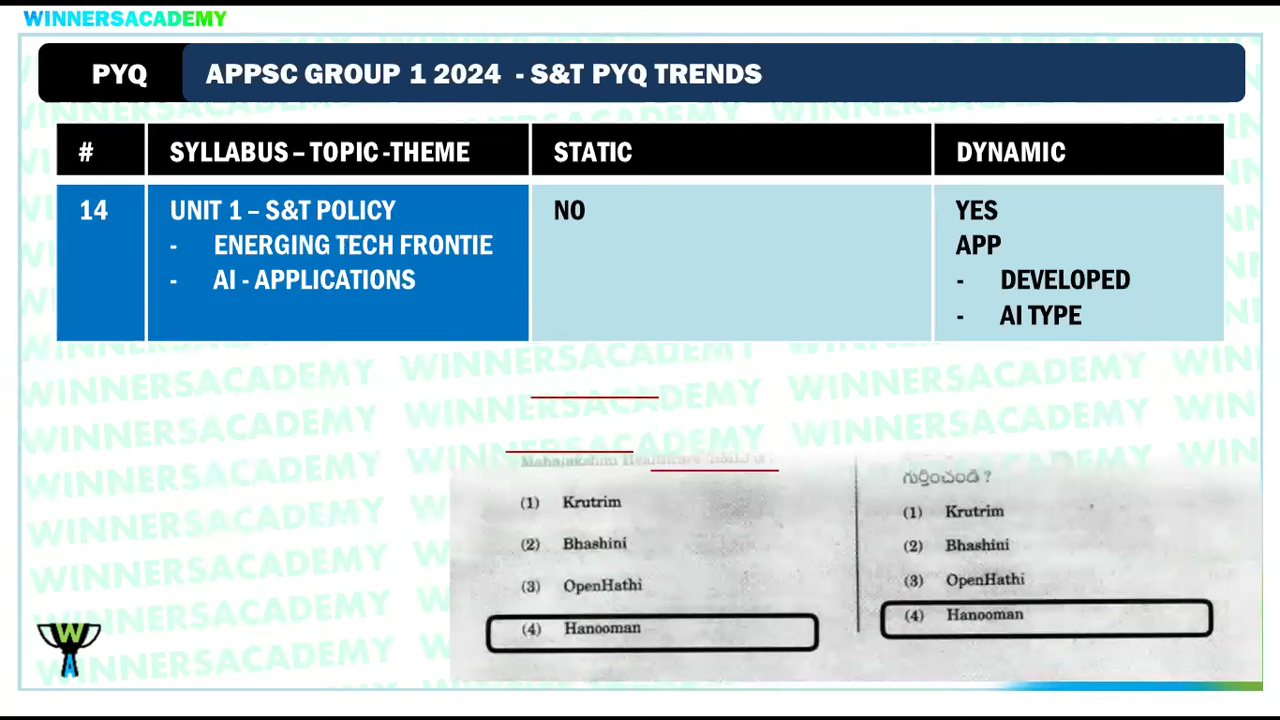 WINNERSACADEMY
PYQ APPSC GROUP 1 2024 - S&T PYQ TRENDS
# SYLLABUS – TOPIC -THEME STATIC DYNAMIC
14 UNIT 1 – S&T POLICY NO YES
- ENERGING TECH FRONTIE APP
- AI - APPLICATIONS - DEVELOPED
- AI TYPE
Mahalakshmi Healthcare
గుర్తించండి ?
(1) Krutrim (1) Krutrim
(2) Bhashini (2) Bhashini
(3) OpenHathi (3) OpenHathi
(4) Hanooman (4) Hanooman